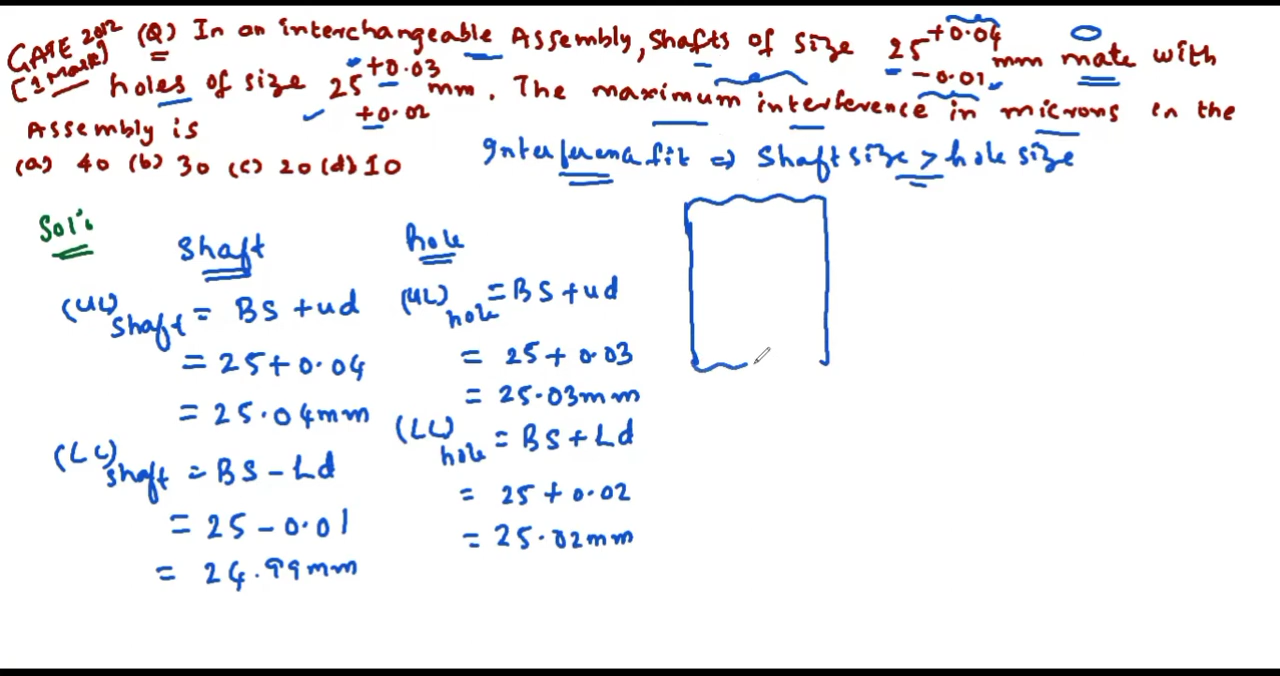 GATE 2012 (Q) In an interchangeable Assembly, shafts of size 25 +0.04 -0.01 mm mate with
[1 Mark] holes of size 25 +0.03 +0.02 mm. The maximum interference in microns in the
Assembly is
(a) 40 (b) 30 (c) 20 (d) 10
Interference fit ⇒ shaft size > hole size
Sol:
Shaft
(UL)shaft = BS + ud
= 25 + 0.04
= 25.04mm
(LL)shaft = BS - Ld
= 25 - 0.01
= 24.99mm
hole
(UL)hole = BS + ud
= 25 + 0.03
= 25.03mm
(LL)hole = BS + Ld
= 25 + 0.02
= 25.02mm